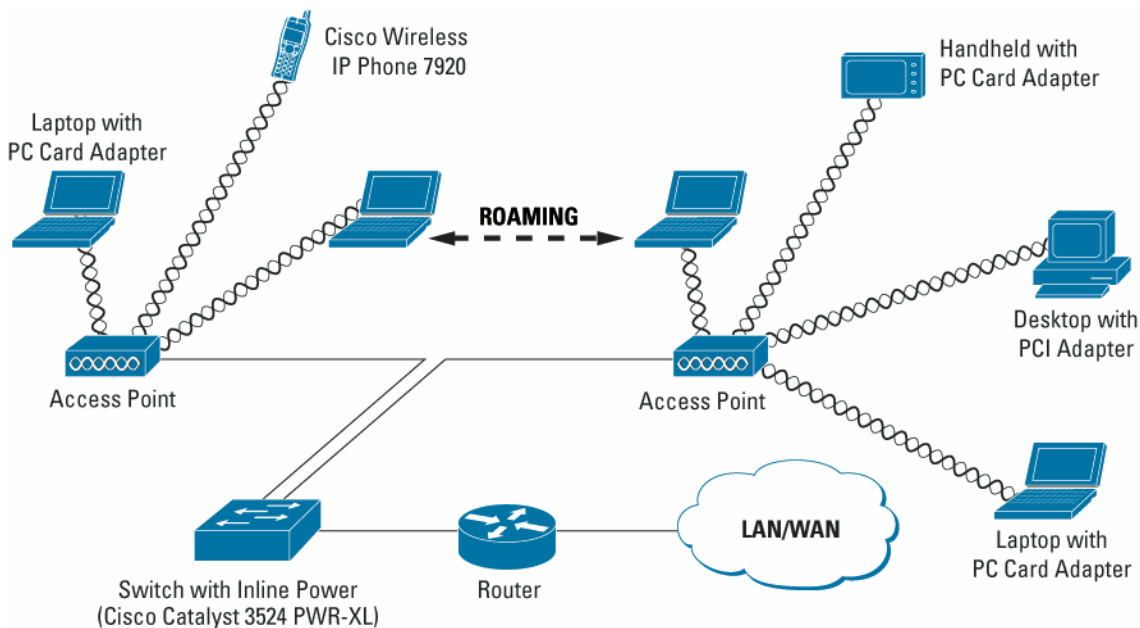 Cisco Wireless
IP Phone 7920
Handheld with
PC Card Adapter
Laptop with
PC Card Adapter
ROAMING
Desktop with
PCI Adapter
Access Point
Access Point
LAN/WAN
Laptop with
PC Card Adapter
Switch with Inline Power
(Cisco Catalyst 3524 PWR-XL)
Router